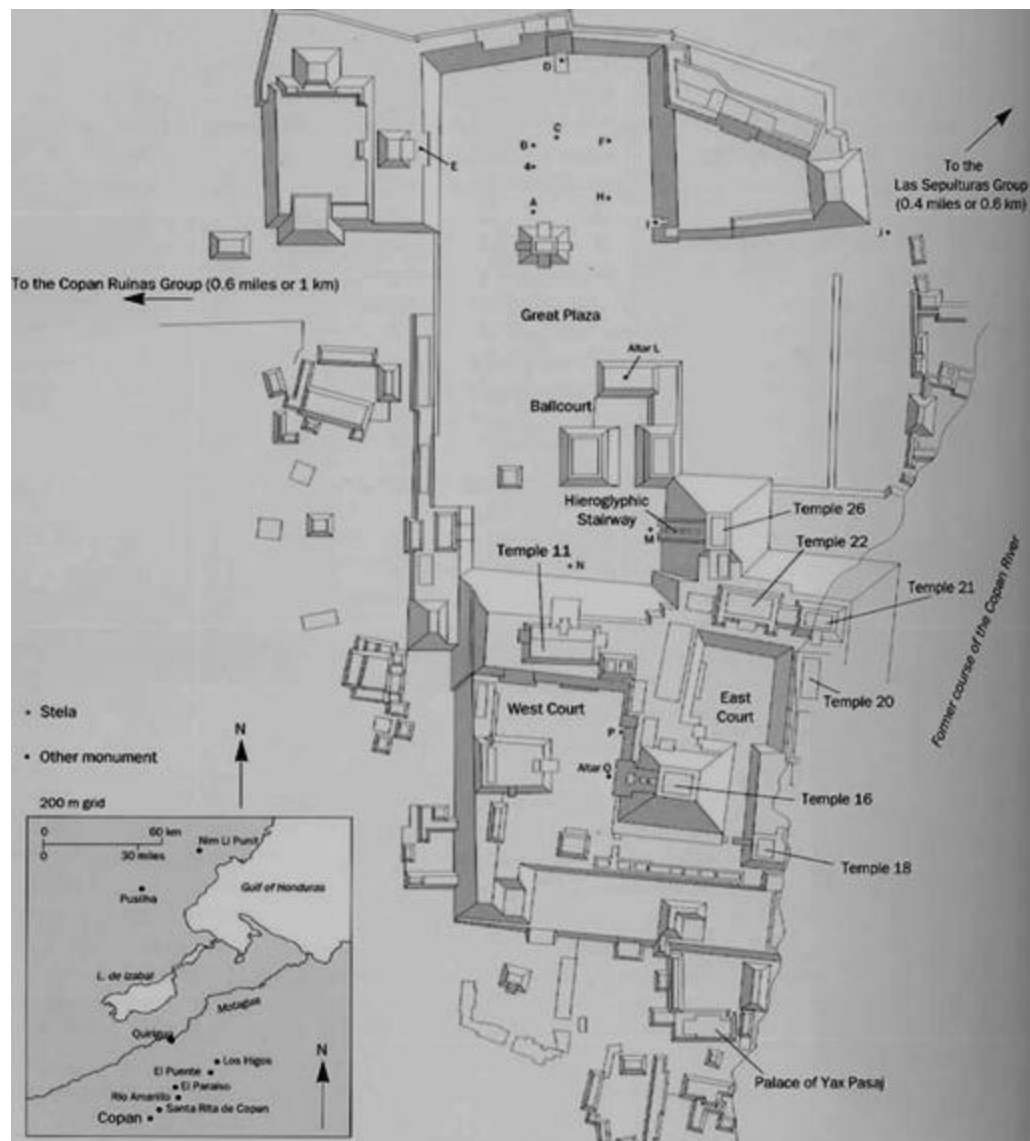 D
C
B
F
E
4
A
H
I
J
To the
Las Sepulturas Group
(0.4 miles or 0.6 km)
To the Copan Ruinas Group (0.6 miles or 1 km)
Great Plaza
Altar L
Ballcourt
Hieroglyphic
Stairway
M
Temple 26
Temple 22
Temple 11
N
Temple 21
Former course of the Copan River
East
Court
Temple 20
West Court
P
Altar Q
Temple 16
Temple 18
Palace of Yax Pasaj
Stela
Other monument
N
200 m grid
0 60 km
0 30 miles
Nim Li Punit
Gulf of Honduras
Pusilha
L. de Izabal
Motagua
Quirigua
N
Los Higos
El Puente
El Paraiso
Rio Amarillo
Santa Rita de Copan
Copan